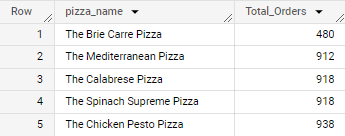 Row pizza_name Total_Orders
1 The Brie Carre Pizza 480
2 The Mediterranean Pizza 912
3 The Calabrese Pizza 918
4 The Spinach Supreme Pizza 918
5 The Chicken Pesto Pizza 938